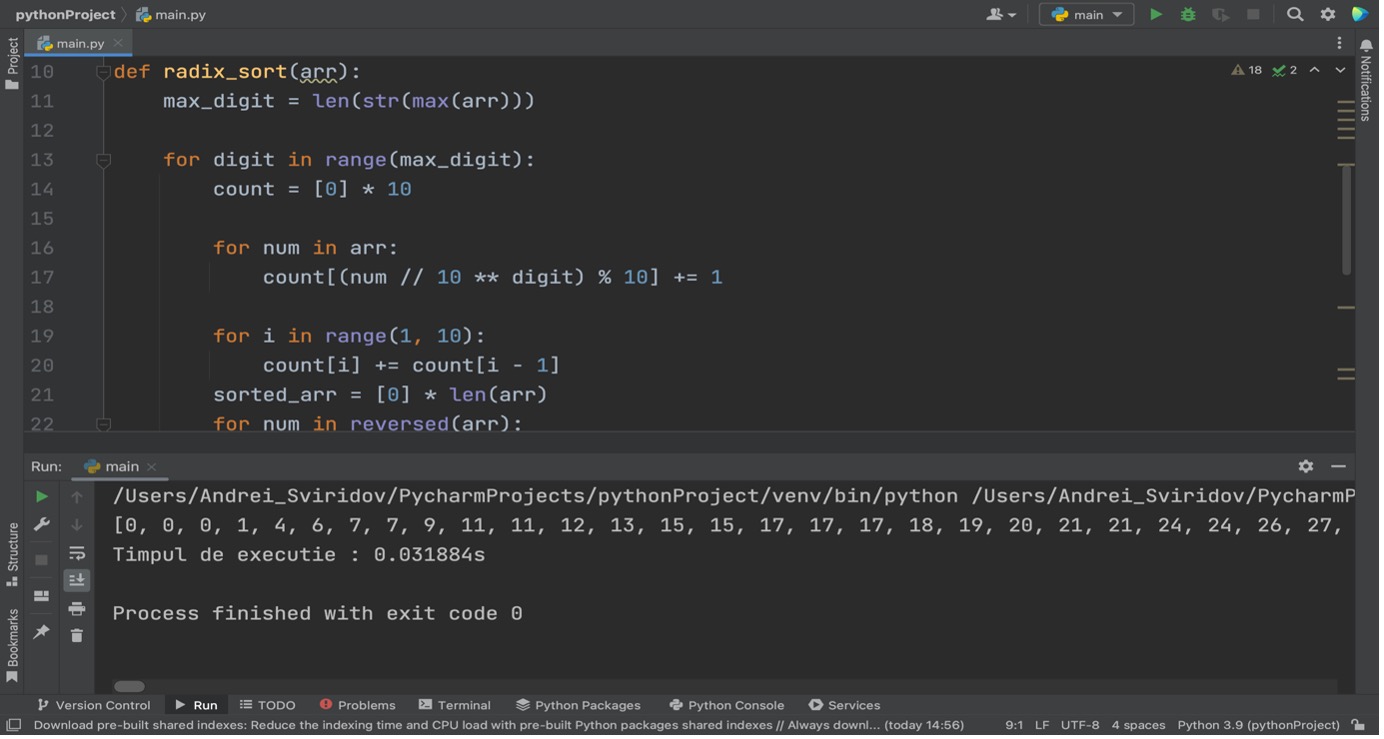 pythonProject main.py main
main.py
Project
Notifications
10 def radix_sort(arr):
18 2
11 max_digit = len(str(max(arr)))
12
13 for digit in range(max_digit):
14 count = [0] * 10
15
16 for num in arr:
17 count[(num // 10 ** digit) % 10] += 1
18
19 for i in range(1, 10):
20 count[i] += count[i - 1]
21 sorted_arr = [0] * len(arr)
22 for num in reversed(arr):
Run: main
/Users/Andrei_Sviridov/PycharmProjects/pythonProject/venv/bin/python /Users/Andrei_Sviridov/PycharmP
[0, 0, 0, 1, 4, 6, 7, 7, 9, 11, 11, 12, 13, 15, 15, 17, 17, 17, 18, 19, 20, 21, 21, 24, 24, 26, 27,
Timpul de executie : 0.031884s
Process finished with exit code 0
Structure
Bookmarks
Version Control Run TODO Problems Terminal Python Packages Python Console Services
Download pre-built shared indexes: Reduce the indexing time and CPU load with pre-built Python packages shared indexes // Always downl... (today 14:56) 9:1 LF UTF-8 4 spaces Python 3.9 (pythonProject)